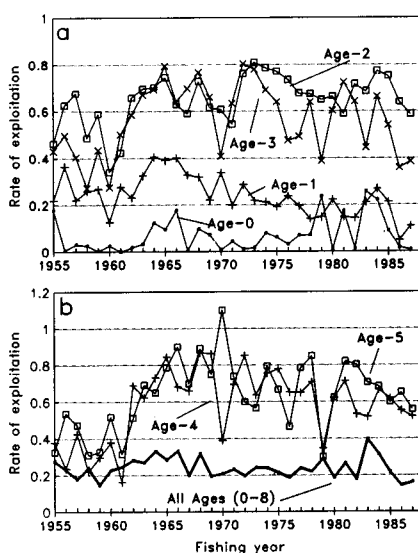 a
Rate of exploitation
1
0.8
0.6
0.4
0.2
0
Age-2
Age-3
Age-1
Age-0
1955 1960 1965 1970 1975 1980 1985
b
Rate of exploitation
1.2
1
0.8
0.6
0.4
0.2
0
Age-5
Age-4
All Ages (0-8)
1955 1960 1965 1970 1975 1980 1985
Fishing year